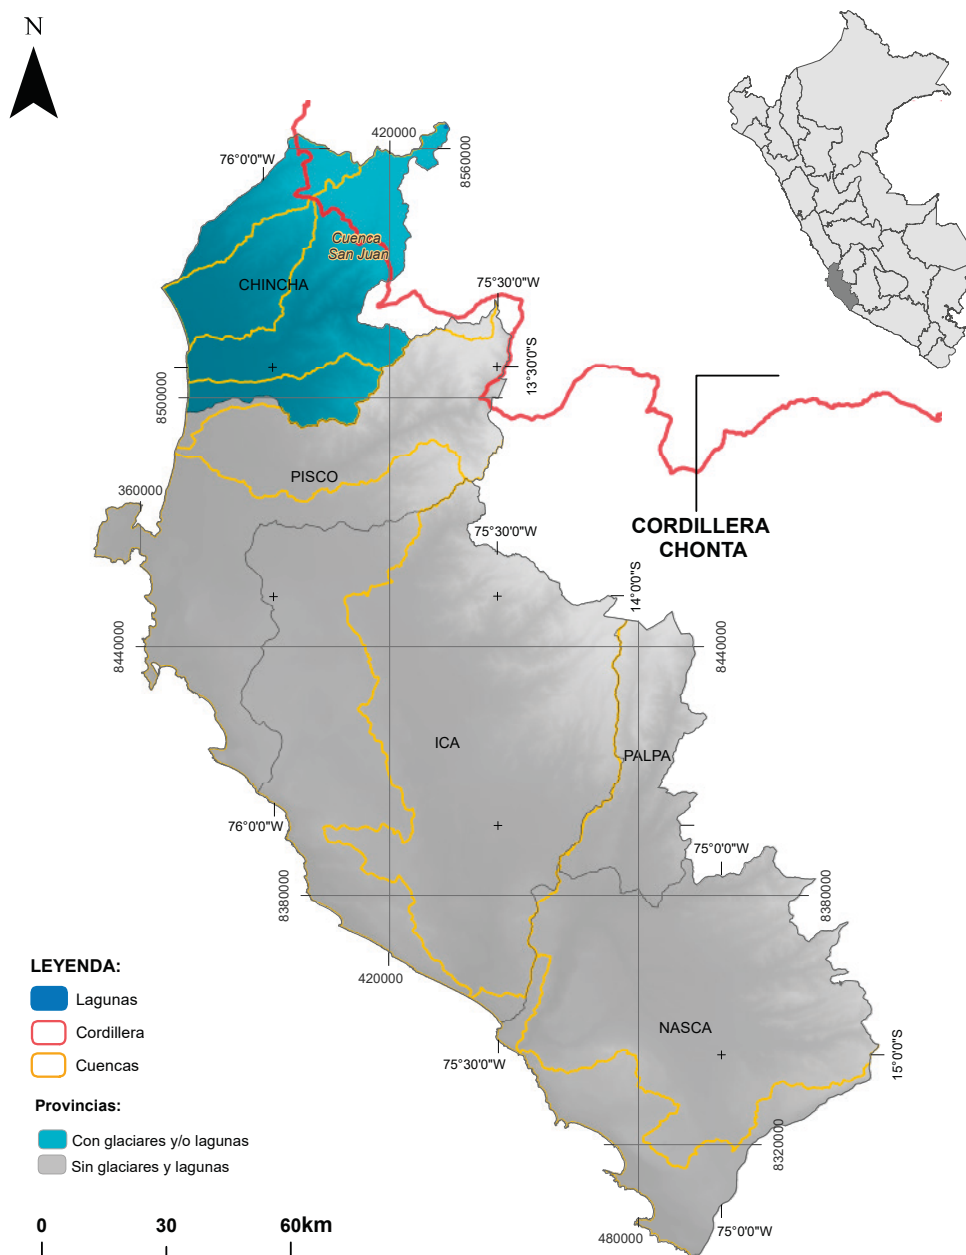 N
420000
8560000
76°0'0"W
Cuenca
San Juan
75°30'0"W
CHINCHA
13°30'0"S
8500000
PISCO
360000
75°30'0"W
CORDILLERA
CHONTA
14°0'0"S
8440000
8440000
ICA
PALPA
76°0'0"W
75°0'0"W
8380000
8380000
420000
LEYENDA:
Lagunas
Cordillera
Cuencas
NASCA
75°30'0"W
15°0'0"S
Provincias:
Con glaciares y/o lagunas
Sin glaciares y lagunas
8320000
0 30 60km
480000
75°0'0"W